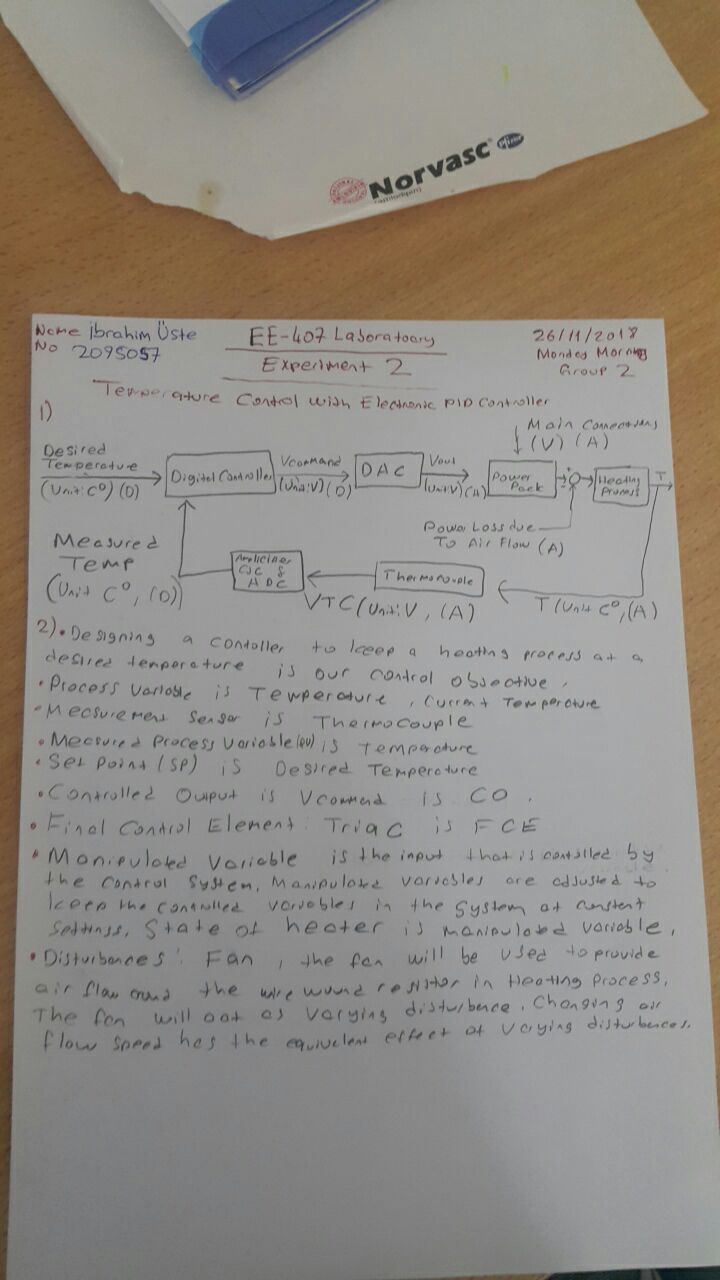 Norvasc
Pfizer
(amlodipin)
Name İbrahim Üste
No 2095057
EE-407 Laboratoary
Experiment 2
26/11/2018
Monday Morning
Group 2
Temperature Control with Electronic PID Controller
1)
Main Connections
(V) (A)
Desired
Temperature
(Unit: C°) (D)
Digital Controller
Vcommand
(Unit:V) (D)
DAC
Vout
(Unit:V) (A)
Power
Pack
Heating
Process
T
Power Loss due
To Air Flow (A)
Measured
Temp
(Unit C°, (D))
Amplifier
CJC &
ADC
VTC (Unit: V, (A)
Thermocouple
T (Unit C°, (A)
2) • Designing a contoller to keep a heating process at a
desired temperature is our control objective.
• Process Variable is Temperature, Current Temperature
• Measurement Sensor is Thermocouple
• Measured Process Variable (PV) is Temperature
• Set Point (SP) is Desired Temperature
• Controlled Output is Vcommand is CO.
• Final Control Element: Triac is FCE
• Manipulated Variable is the input that is contolled by
the control system. Manipulated variables are adjusted to
keep the controlled variables in the system at constant
settings. State of heater is manipulated variable.
• Disturbances: Fan, the fan will be used to provide
air flow the wire wound resistor in Heating Process.
The fan will act as varying disturbance. Changing air
flow speed has the equivelent effect of varying disturbances.